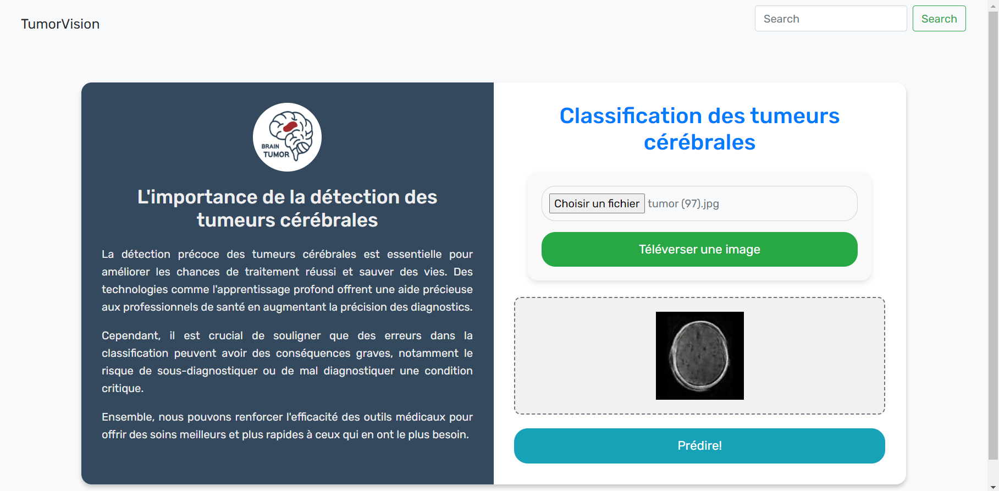 TumorVision
Search
Search
BRAIN
TUMOR
L'importance de la détection des
tumeurs cérébrales
La détection précoce des tumeurs cérébrales est essentielle pour
améliorer les chances de traitement réussi et sauver des vies. Des
technologies comme l'apprentissage profond offrent une aide précieuse
aux professionnels de santé en augmentant la précision des diagnostics.
Cependant, il est crucial de souligner que des erreurs dans la
classification peuvent avoir des conséquences graves, notamment le
risque de sous-diagnostiquer ou de mal diagnostiquer une condition
critique.
Ensemble, nous pouvons renforcer l'efficacité des outils médicaux pour
offrir des soins meilleurs et plus rapides à ceux qui en ont le plus besoin.
Classification des tumeurs
cérébrales
Choisir un fichier tumor (97).jpg
Téléverser une image
Prédire!